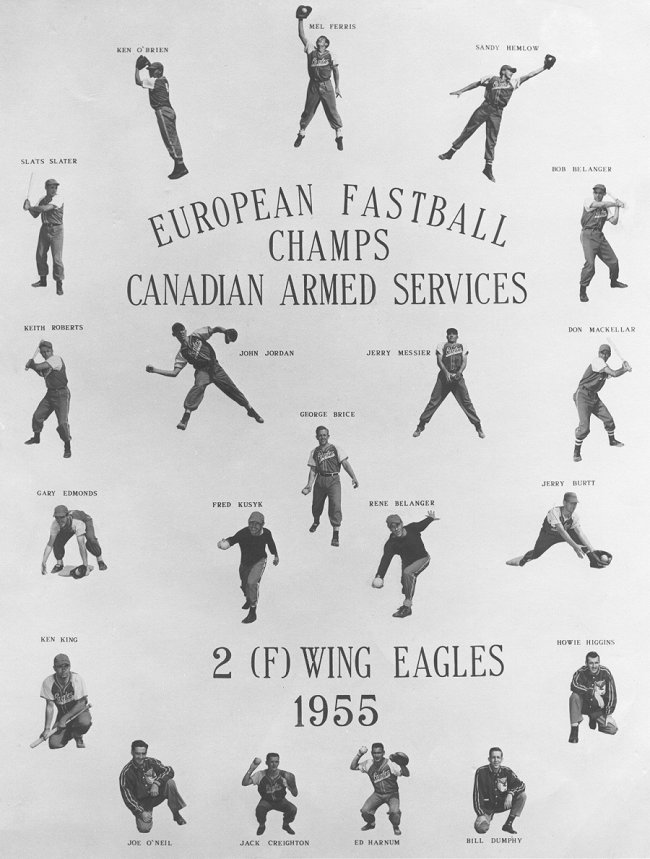 MEL FERRIS
KEN O'BRIEN
SANDY HEMLOW
SLATS SLATER
BOB BELANGER
EUROPEAN FASTBALL
CHAMPS
CANADIAN ARMED SERVICES
KEITH ROBERTS
DON MACKELLAR
JOHN JORDAN
JERRY MESSIER
GEORGE BRICE
GARY EDMONDS
JERRY BURTT
FRED KUSYK
RENE BELANGER
KEN KING
HOWIE HIGGINS
2 (F) WING EAGLES
1955
JOE O'NEIL
JACK CREIGHTON
ED HARNUM
BILL DUMPHY